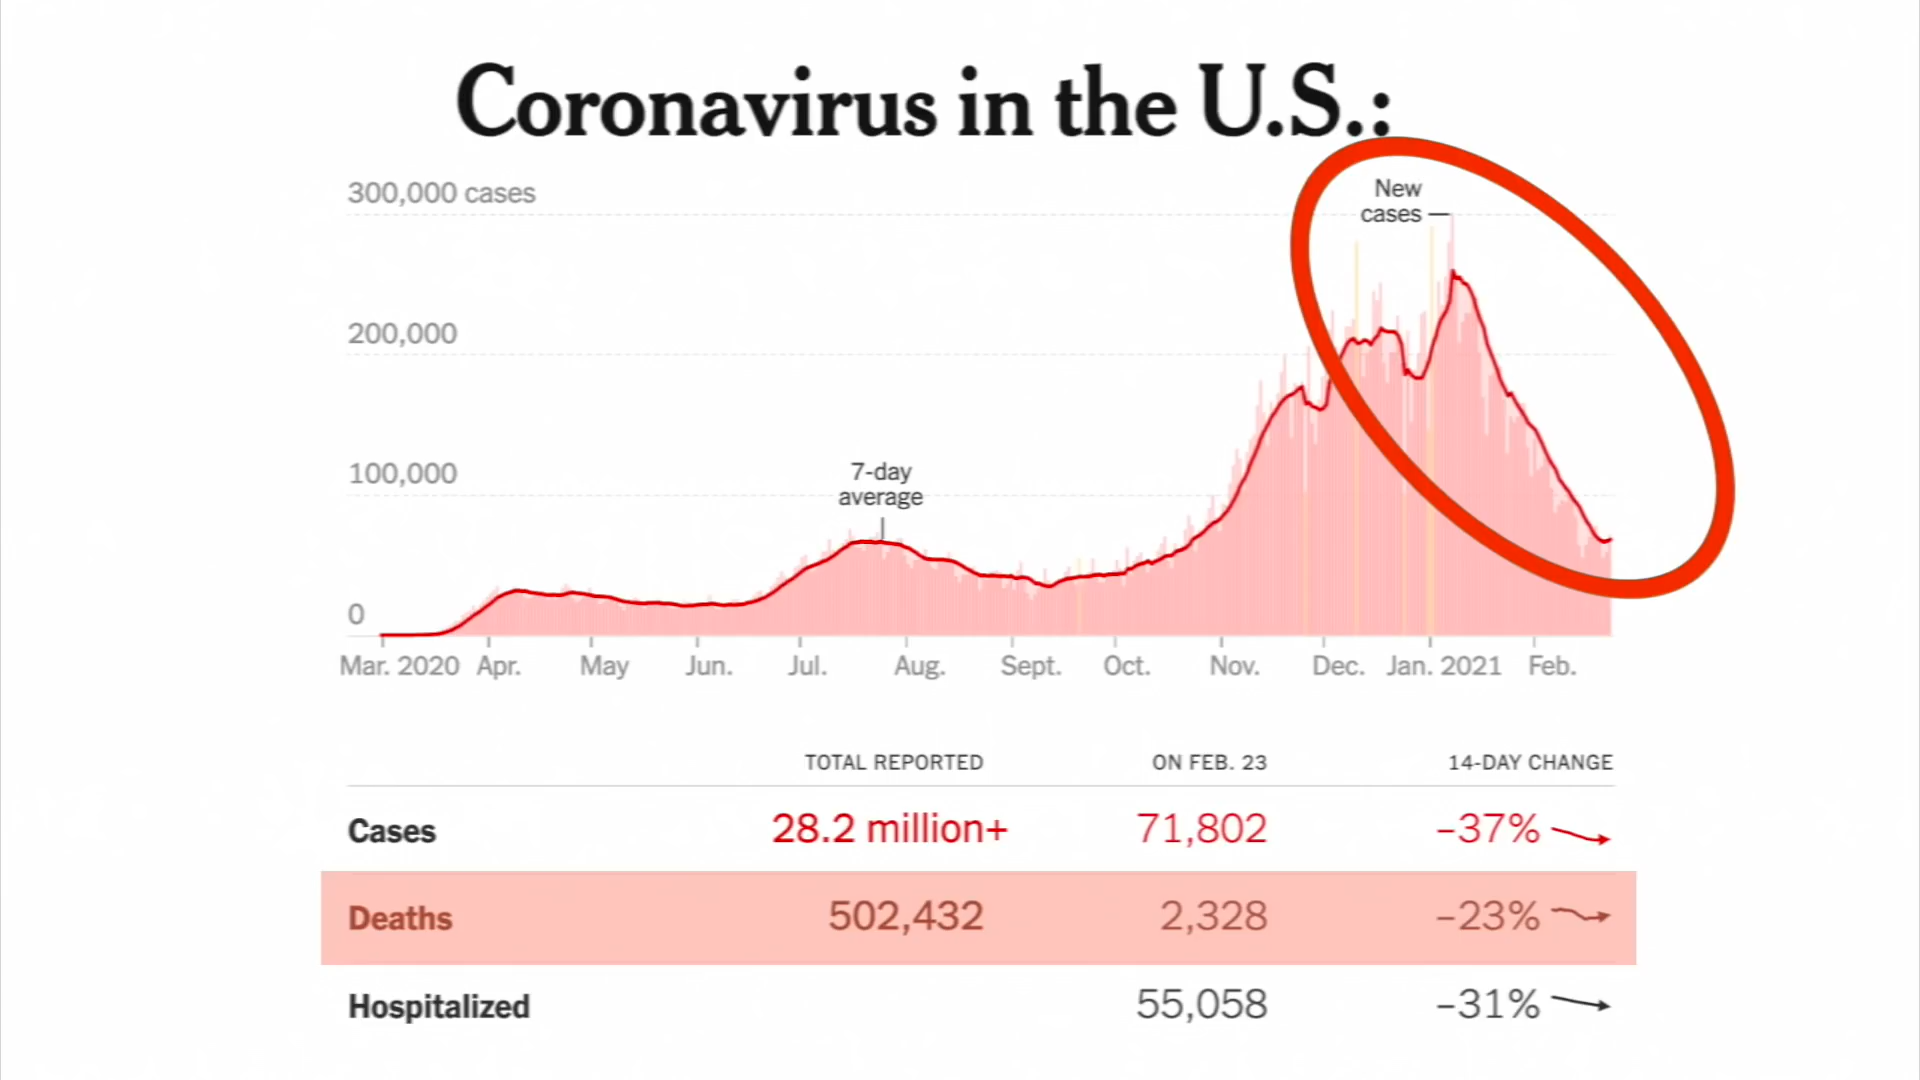 Coronavirus in the U.S.:
300,000 cases
New
cases
200,000
100,000
7-day
average
0
Mar. 2020 Apr. May Jun. Jul. Aug. Sept. Oct. Nov. Dec. Jan. 2021 Feb.
TOTAL REPORTED ON FEB. 23 14-DAY CHANGE
Cases 28.2 million+ 71,802 –37%
Deaths 502,432 2,328 –23%
Hospitalized 55,058 –31%